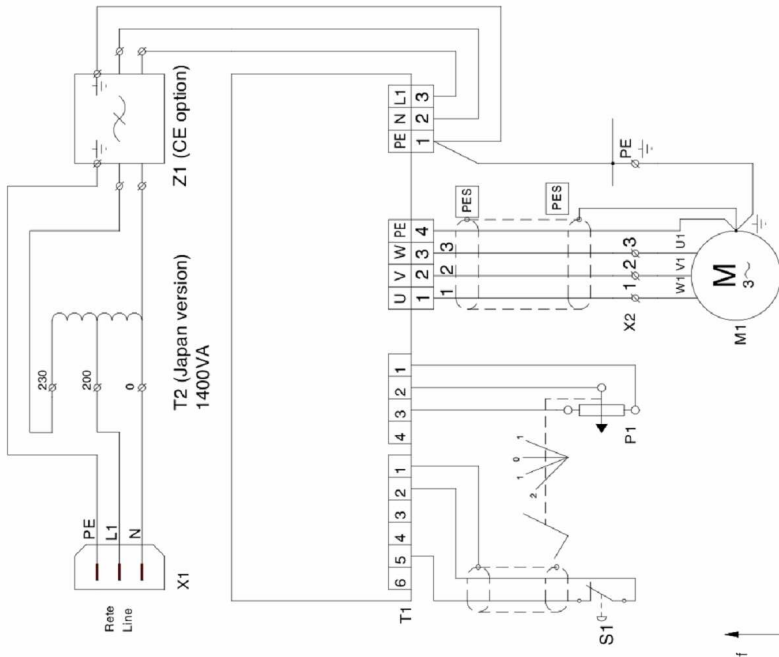 Rete
Line
X1
PE
L1
N
230
200
0
T2 (Japan version)
1400VA
Z1 (CE option)
T1
6 5 4 3 2 1
4 3 2 1
U V W PE
1 2 3 4
PE N L1
1 2 3
1 2 3
PES
PES
X2
1 2 3
W1 V1 U1
M
3~
M1
PE
P1
2 1 0 1
S1
f